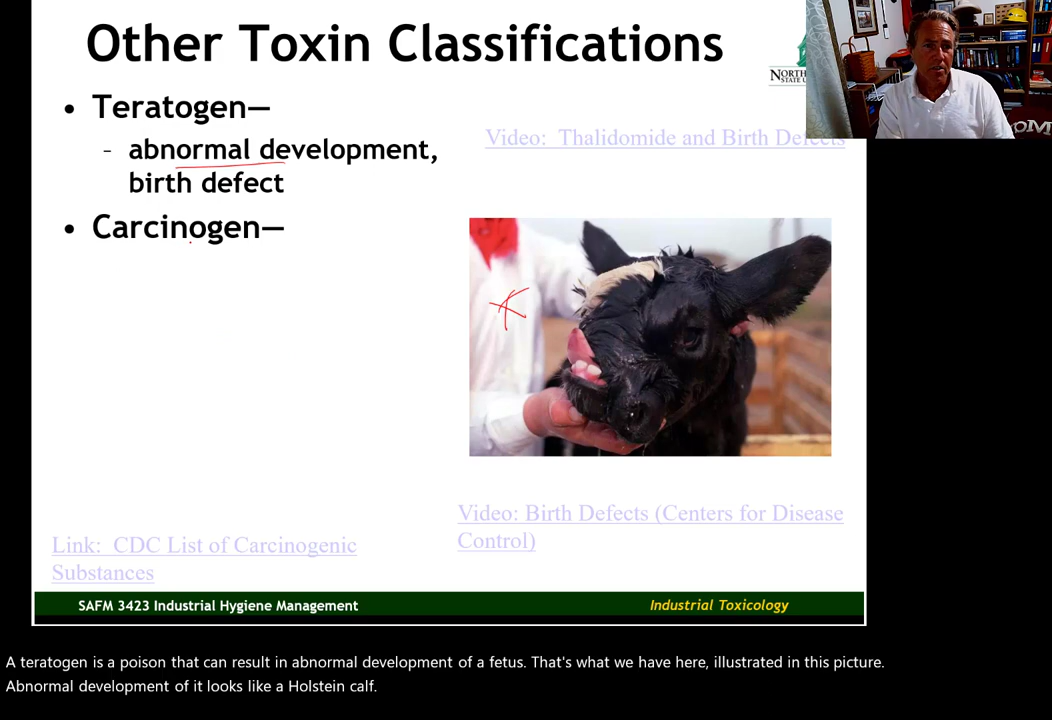 Other Toxin Classifications
• Teratogen—
- abnormal development,
birth defect
• Carcinogen—
Video: Thalidomide and Birth Defects
Video: Birth Defects (Centers for Disease
Control)
Link: CDC List of Carcinogenic
Substances
SAFM 3423 Industrial Hygiene Management
Industrial Toxicology
A teratogen is a poison that can result in abnormal development of a fetus. That's what we have here, illustrated in this picture.
Abnormal development of it looks like a Holstein calf.